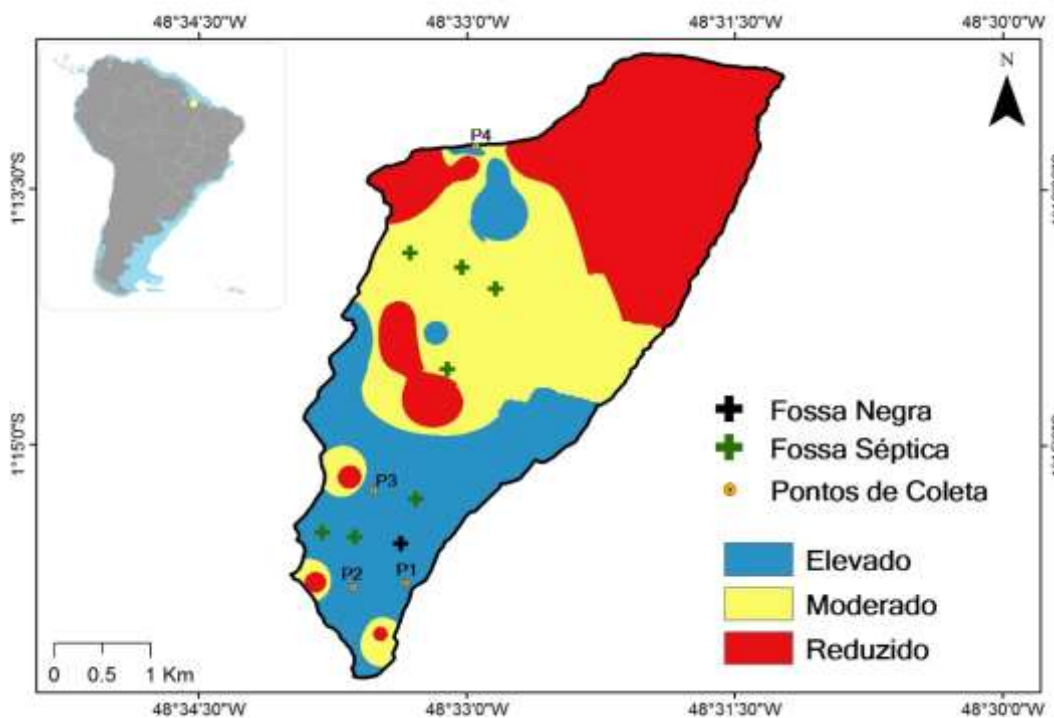 48°34'30"W 48°33'0"W 48°31'30"W 48°30'0"W
N
P4
1°13'30"S
Fossa Negra
Fossa Séptica
1°15'0"S
P3
Pontos de Coleta
Elevado
P2 P1
Moderado
Reduzido
0 0.5 1 Km
48°34'30"W 48°33'0"W 48°31'30"W 48°30'0"W